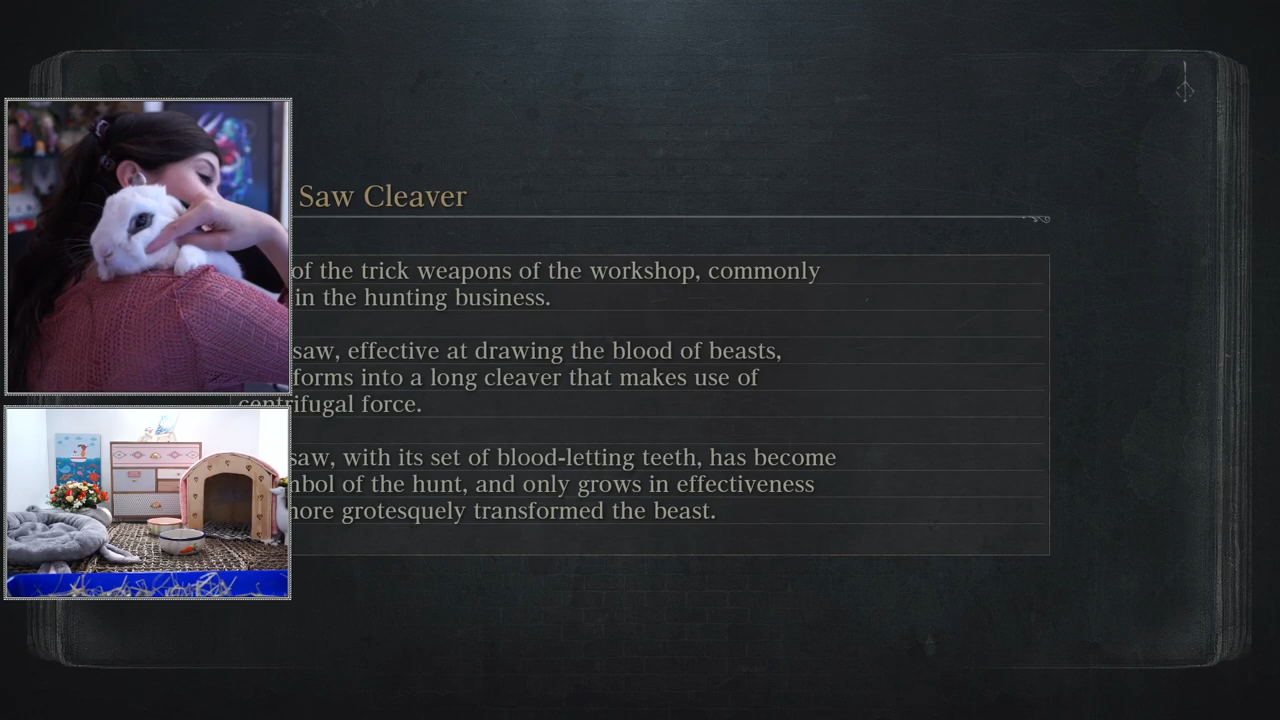 Saw Cleaver
of the trick weapons of the workshop, commonly
in the hunting business.
saw, effective at drawing the blood of beasts,
forms into a long cleaver that makes use of
centrifugal force.
saw, with its set of blood-letting teeth, has become
of the hunt, and only grows in effectiveness
grotesquely transformed the beast.